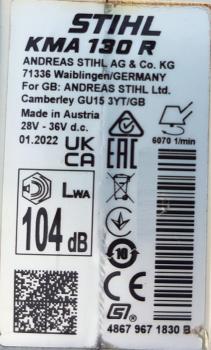 STIHL
KMA 130 R
ANDREAS STIHL AG & Co. KG
71336 Waiblingen/GERMANY
For GB: ANDREAS STIHL Ltd.
Camberley GU15 3YT/GB
Made in Austria
28V - 36V d.c.
01.2022
UK
CA
EAC
6070 1/min
LWA
104 dB
10
CE
4867 967 1830 B